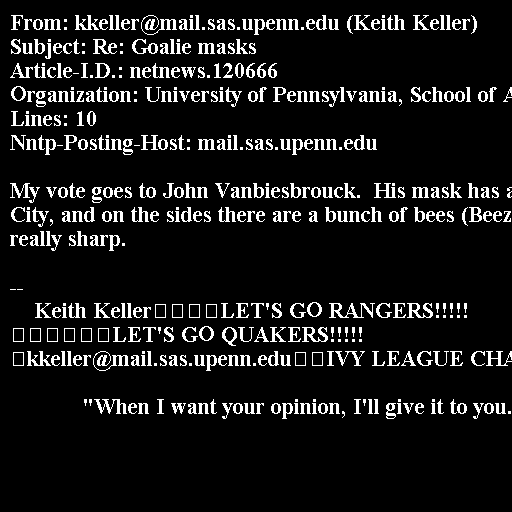 From: kkeller@mail.sas.upenn.edu (Keith Keller)
Subject: Re: Goalie masks
Article-I.D.: netnews.120666
Organization: University of Pennsylvania, School of A
Lines: 10
Nntp-Posting-Host: mail.sas.upenn.edu

My vote goes to John Vanbiesbrouck.  His mask has a
City, and on the sides there are a bunch of bees (Beez
really sharp.

--
    Keith Keller□□□□LET'S GO RANGERS!!!!!
□□□□□□LET'S GO QUAKERS!!!!!
□kkeller@mail.sas.upenn.edu□□IVY LEAGUE CHA

            "When I want your opinion, I'll give it to you.